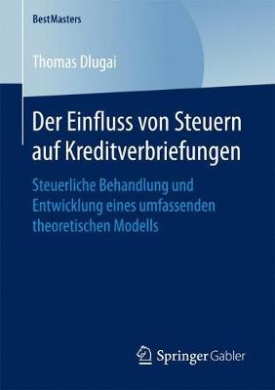 BestMasters
Thomas Dlugai
Der Einfluss von Steuern
auf Kreditverbriefungen
Steuerliche Behandlung und
Entwicklung eines umfassenden
theoretischen Modells
Springer Gabler